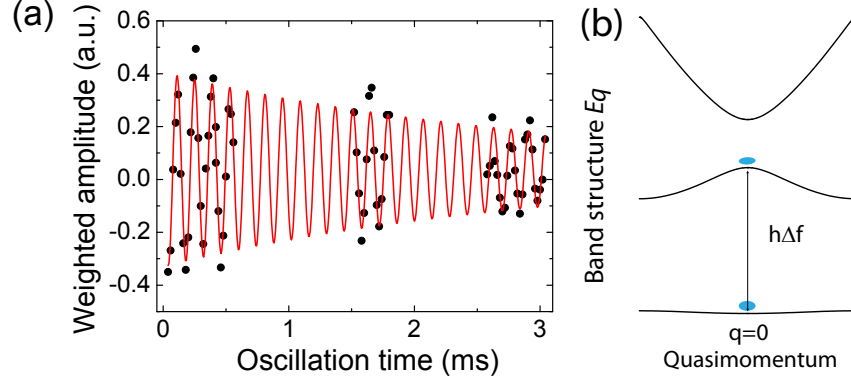 (a)
Weighted amplitude (a.u.)
0.6
0.4
0.2
0.0
-0.2
-0.4
0
1
2
3
Oscillation time (ms)
(b)
Band structure Eq
hΔf
q=0
Quasimomentum